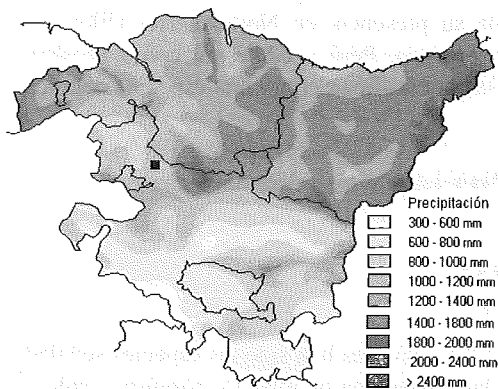 Precipitación
300 - 600 mm
600 - 800 mm
800 - 1000 mm
1000 - 1200 mm
1200 - 1400 mm
1400 - 1800 mm
1800 - 2000 mm
2000 - 2400 mm
> 2400 mm